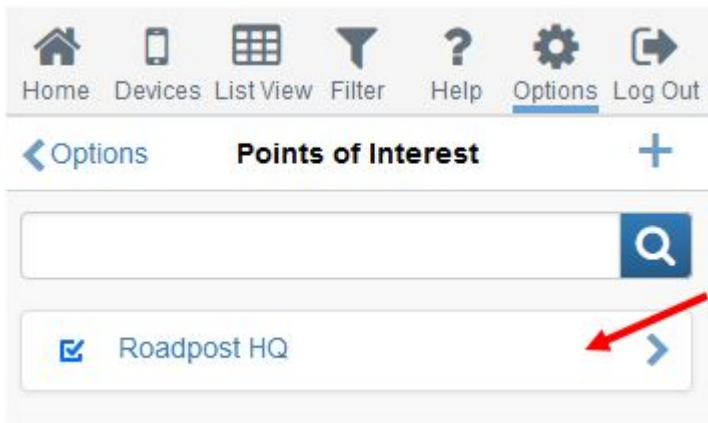 Home Devices List View Filter Help Options Log Out
Options Points of Interest
Roadpost HQ